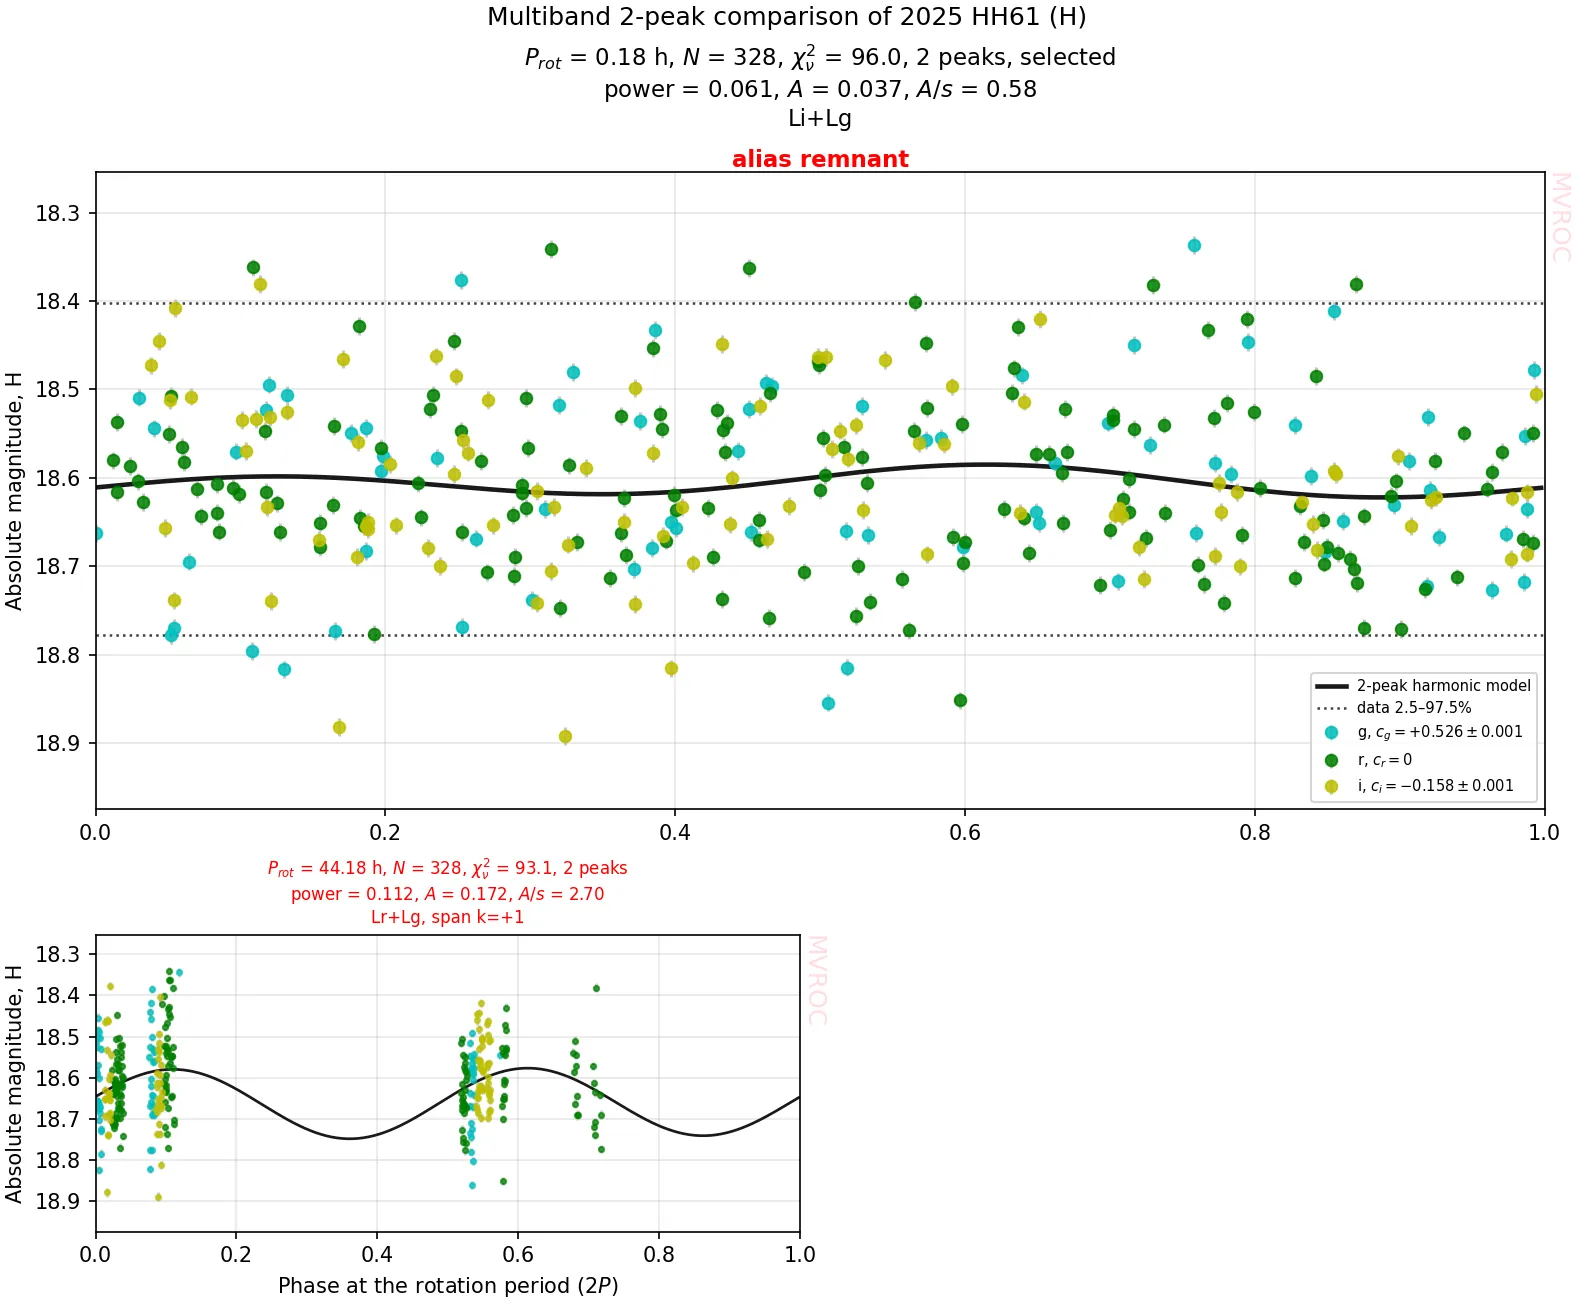 Multiband 2-peak comparison of 2025 HH61 (H)
P_rot = 0.18 h, N = 328, χ²_ν = 96.0, 2 peaks, selected
power = 0.061, A = 0.037, A/s = 0.58
Li+Lg
alias remnant
MVROC
Absolute magnitude, H
18.3
18.4
18.5
18.6
18.7
18.8
18.9
2-peak harmonic model
data 2.5–97.5%
g, c_g = +0.526 ± 0.001
r, c_r = 0
i, c_i = −0.158 ± 0.001
0.0 0.2 0.4 0.6 0.8 1.0
P_rot = 44.18 h, N = 328, χ²_ν = 93.1, 2 peaks
power = 0.112, A = 0.172, A/s = 2.70
Lr+Lg, span k=+1
MVROC
Absolute magnitude, H
18.3
18.4
18.5
18.6
18.7
18.8
18.9
0.0 0.2 0.4 0.6 0.8 1.0
Phase at the rotation period (2P)